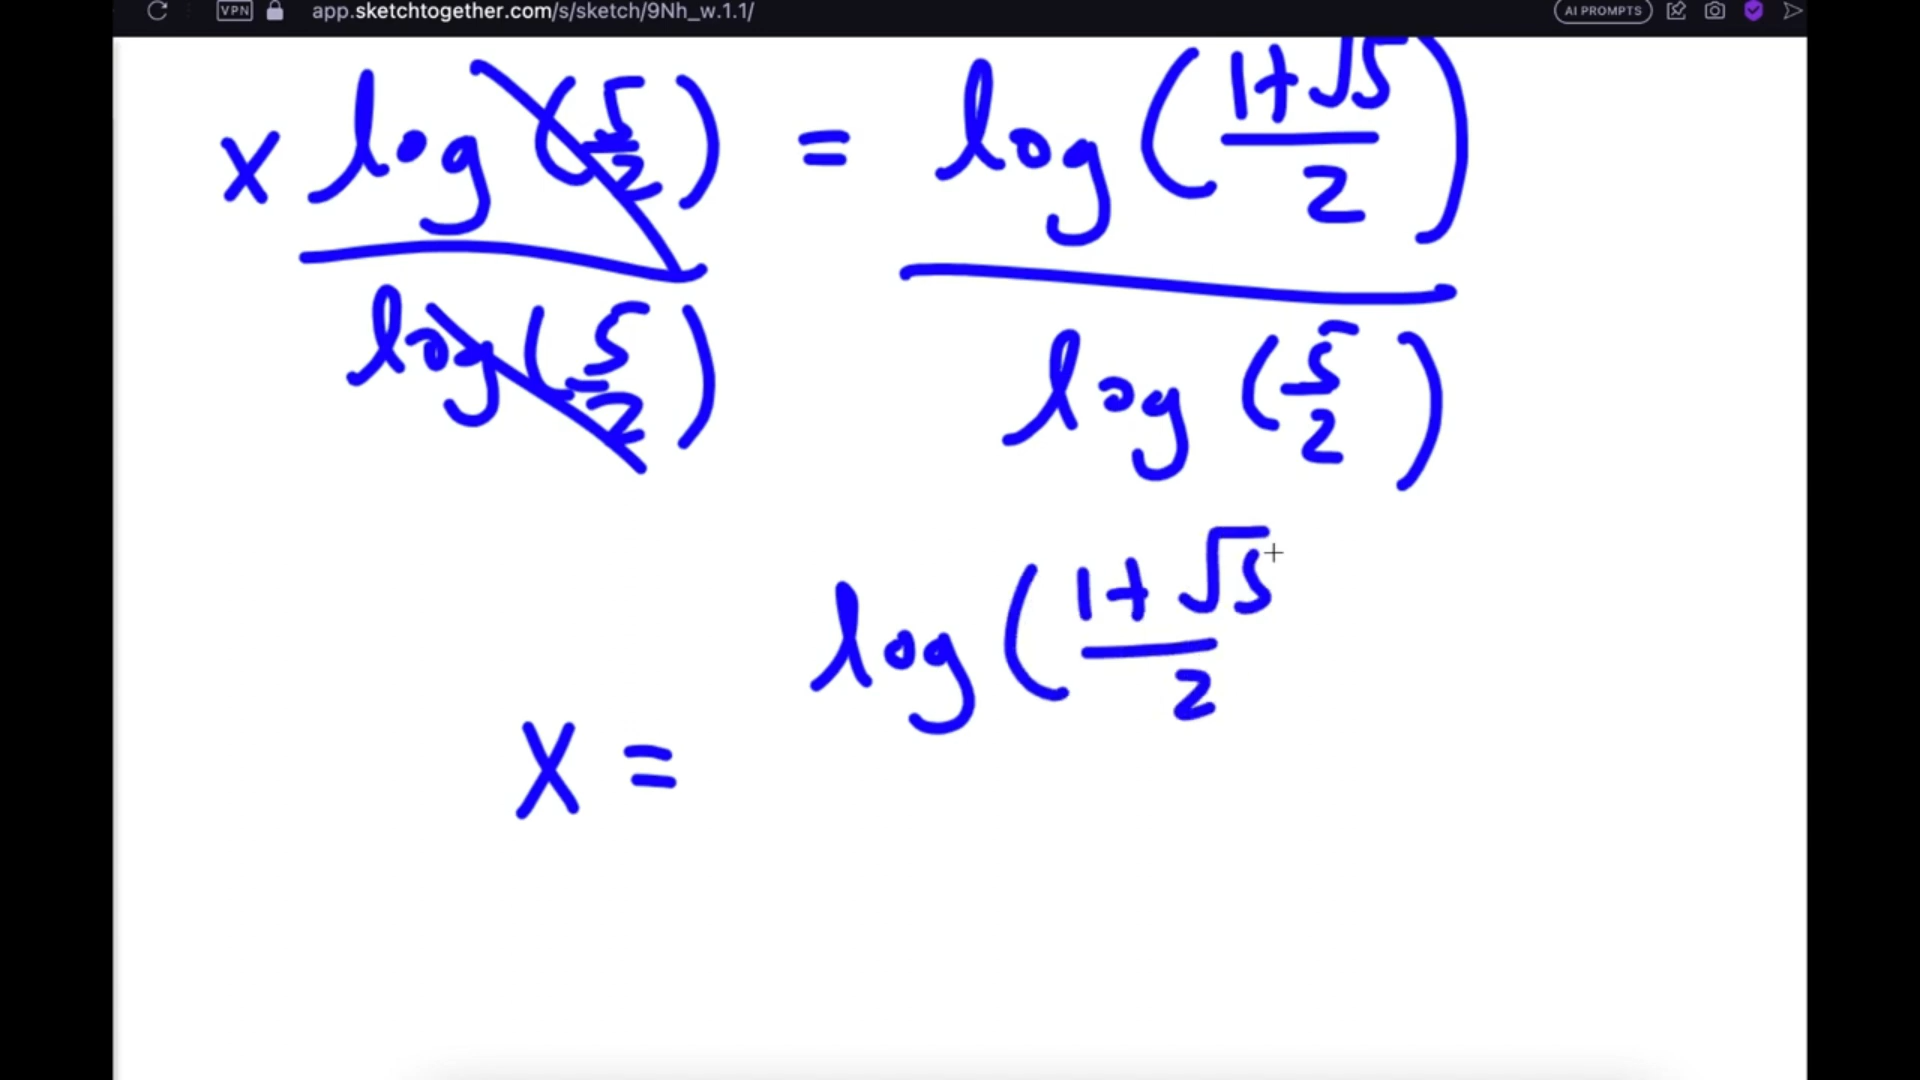 VPN app.sketchtogether.com/s/sketch/9Nh_w.1.1/ AI PROMPTS
x log (5/2) / log (5/2) = log (1+√5 / 2) / log (5/2)
x = log (1+√5 / 2